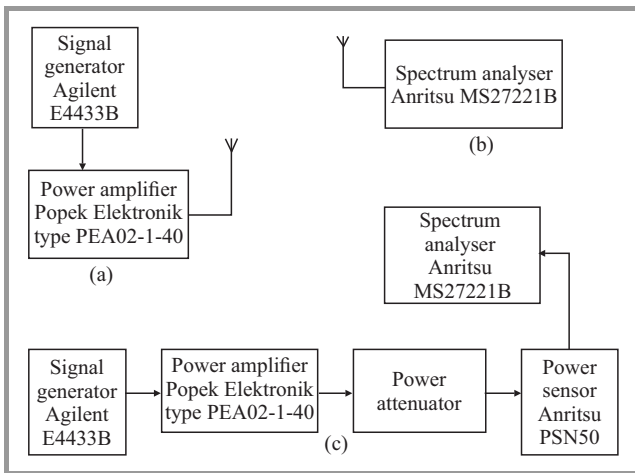 Signal
generator
Agilent
E4433B
Power amplifier
Popek Elektronik
type PEA02-1-40
(a)
Spectrum analyser
Anritsu MS27221B
(b)
Spectrum
analyser
Anritsu
MS27221B
Signal
generator
Agilent
E4433B
Power amplifier
Popek Elektronik
type PEA02-1-40
Power
attenuator
Power
sensor
Anritsu
PSN50
(c)